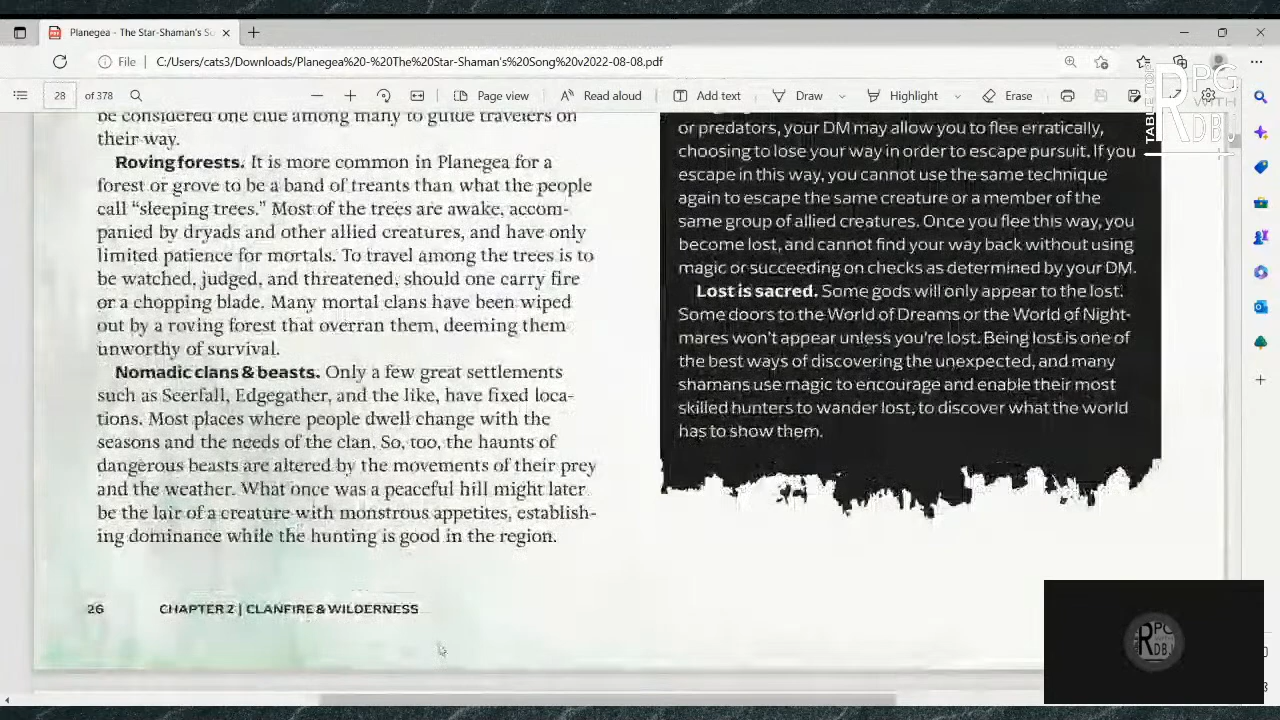 Planegea - The Star-Shaman's So
File
C:/Users/cats3/Downloads/Planegea%20-%20The%20Star-Shaman's%20Song%20v2022-08-08.pdf
28
of 378
Page view
Read aloud
Add text
Draw
Highlight
Erase
TABLE TOP
RPG
WITH
RDBJ
be considered one clue among many to guide travelers on
their way.
Roving forests. It is more common in Planegea for a
forest or grove to be a band of treants than what the people
call “sleeping trees.” Most of the trees are awake, accom-
panied by dryads and other allied creatures, and have only
limited patience for mortals. To travel among the trees is to
be watched, judged, and threatened, should one carry fire
or a chopping blade. Many mortal clans have been wiped
out by a roving forest that overran them, deeming them
unworthy of survival.
Nomadic clans & beasts. Only a few great settlements
such as Seerfall, Edgegather, and the like, have fixed loca-
tions. Most places where people dwell change with the
seasons and the needs of the clan. So, too, the haunts of
dangerous beasts are altered by the movements of their prey
and the weather. What once was a peaceful hill might later
be the lair of a creature with monstrous appetites, establish-
ing dominance while the hunting is good in the region.
26
CHAPTER 2 | CLANFIRE & WILDERNESS
or predators, your DM may allow you to flee erratically,
choosing to lose your way in order to escape pursuit. If you
escape in this way, you cannot use the same technique
again to escape the same creature or a member of the
same group of allied creatures. Once you flee this way, you
become lost, and cannot find your way back without using
magic or succeeding on checks as determined by your DM.
Lost is sacred. Some gods will only appear to the lost.
Some doors to the World of Dreams or the World of Night-
mares won't appear unless you're lost. Being lost is one of
the best ways of discovering the unexpected, and many
shamans use magic to encourage and enable their most
skilled hunters to wander lost, to discover what the world
has to show them.
RPG
WITH
RDBJ